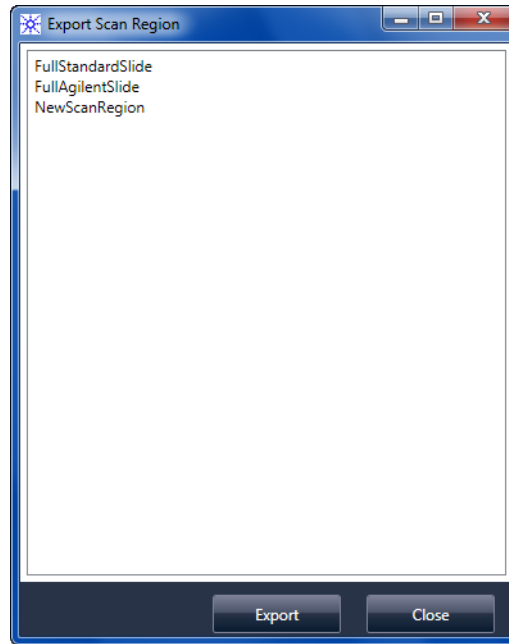 Export Scan Region
FullStandardSlide
FullAgilentSlide
NewScanRegion
Export Close